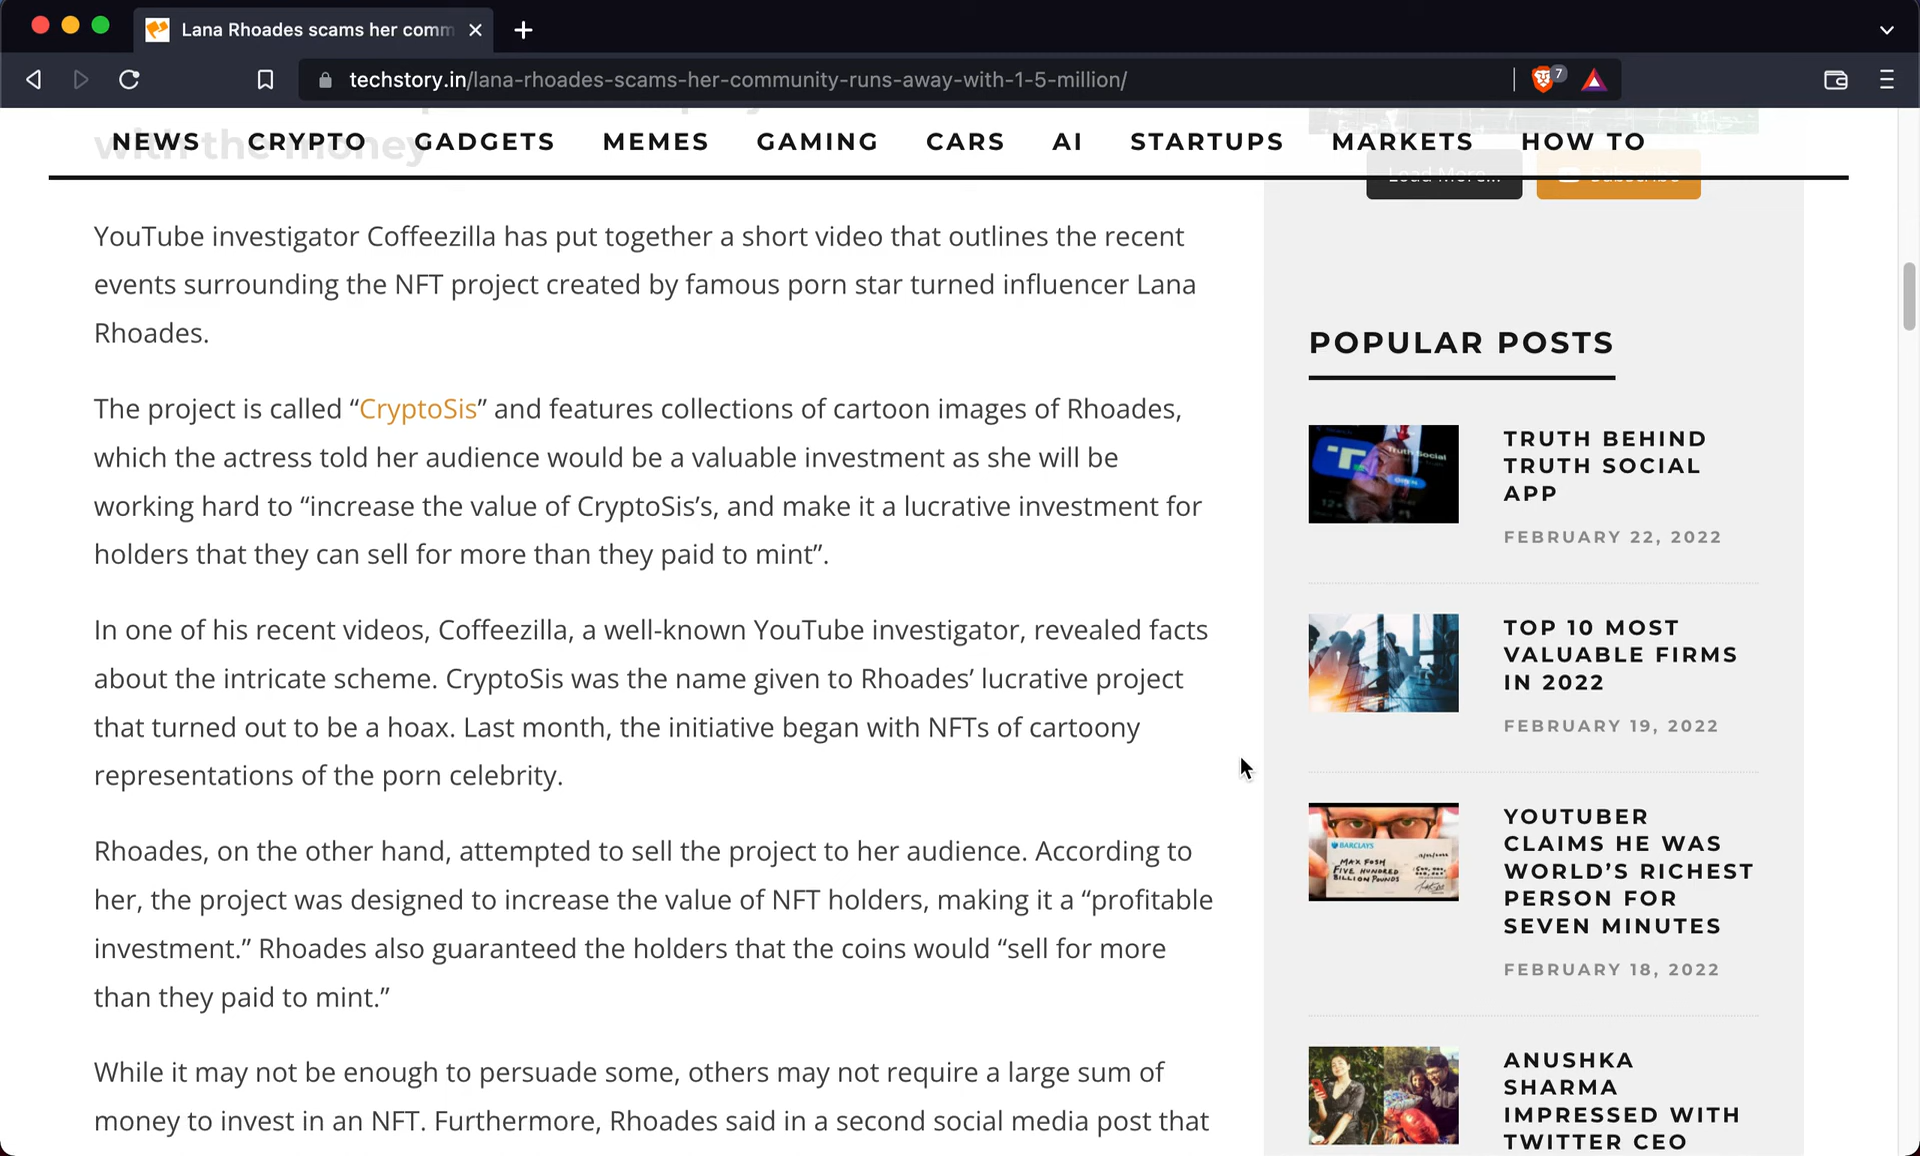 Lana Rhoades scams her comm
techstory.in/lana-rhoades-scams-her-community-runs-away-with-1-5-million/
7
with the money
NEWS CRYPTO GADGETS MEMES GAMING CARS AI STARTUPS MARKETS HOW TO
Load More... Subscribe
YouTube investigator Coffeezilla has put together a short video that outlines the recent
events surrounding the NFT project created by famous porn star turned influencer Lana
Rhoades.
The project is called “CryptoSis” and features collections of cartoon images of Rhoades,
which the actress told her audience would be a valuable investment as she will be
working hard to “increase the value of CryptoSis’s, and make it a lucrative investment for
holders that they can sell for more than they paid to mint”.
In one of his recent videos, Coffeezilla, a well-known YouTube investigator, revealed facts
about the intricate scheme. CryptoSis was the name given to Rhoades’ lucrative project
that turned out to be a hoax. Last month, the initiative began with NFTs of cartoony
representations of the porn celebrity.
Rhoades, on the other hand, attempted to sell the project to her audience. According to
her, the project was designed to increase the value of NFT holders, making it a “profitable
investment.” Rhoades also guaranteed the holders that the coins would “sell for more
than they paid to mint.”
While it may not be enough to persuade some, others may not require a large sum of
money to invest in an NFT. Furthermore, Rhoades said in a second social media post that
POPULAR POSTS
Truth Social
TRUTH BEHIND
TRUTH SOCIAL
APP
FEBRUARY 22, 2022
TOP 10 MOST
VALUABLE FIRMS
IN 2022
FEBRUARY 19, 2022
BARCLAYS
MAX FOSH
FIVE HUNDRED
BILLION POUNDS
YOUTUBER
CLAIMS HE WAS
WORLD’S RICHEST
PERSON FOR
SEVEN MINUTES
FEBRUARY 18, 2022
ANUSHKA
SHARMA
IMPRESSED WITH
TWITTER CEO